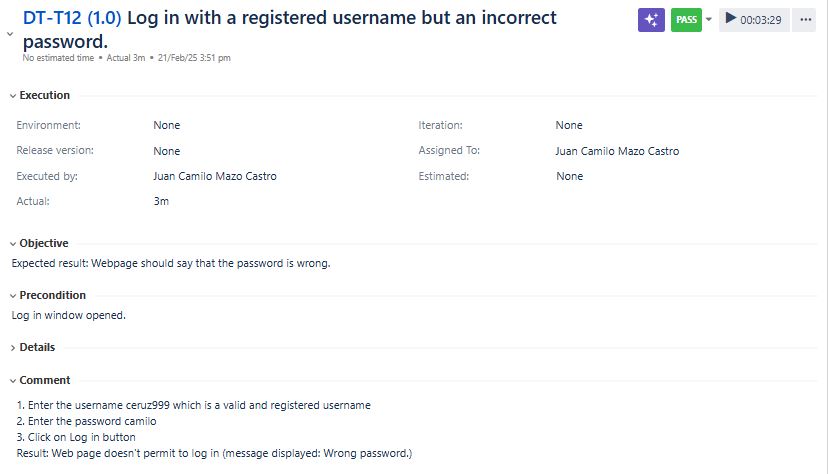 DT-T12 (1.0) Log in with a registered username but an incorrect
password.
PASS
00:03:29
No estimated time • Actual 3m • 21/Feb/25 3:51 pm
Execution
Environment: None Iteration: None
Release version: None Assigned To: Juan Camilo Mazo Castro
Executed by: Juan Camilo Mazo Castro Estimated: None
Actual: 3m
Objective
Expected result: Webpage should say that the password is wrong.
Precondition
Log in window opened.
Details
Comment
1. Enter the username ceruz999 which is a valid and registered username
2. Enter the password camilo
3. Click on Log in button
Result: Web page doesn't permit to log in (message displayed: Wrong password.)